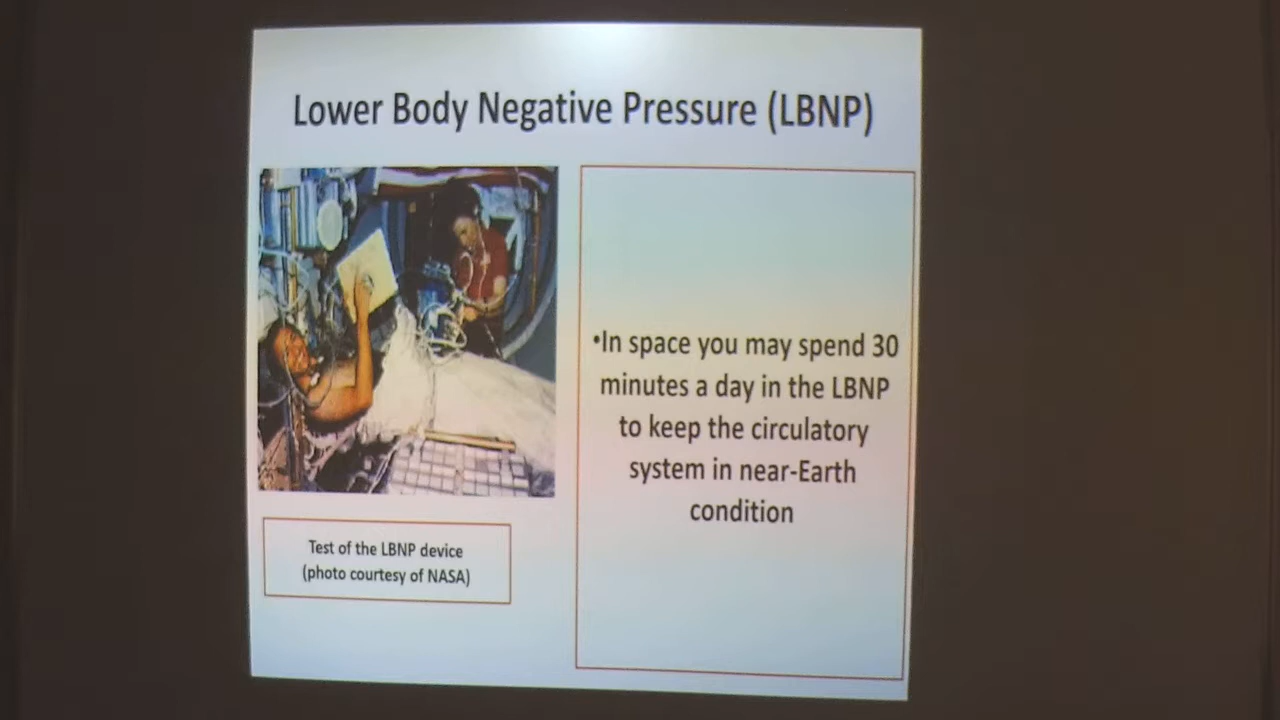 Lower Body Negative Pressure (LBNP)
•In space you may spend 30
minutes a day in the LBNP
to keep the circulatory
system in near-Earth
condition
Test of the LBNP device
(photo courtesy of NASA)